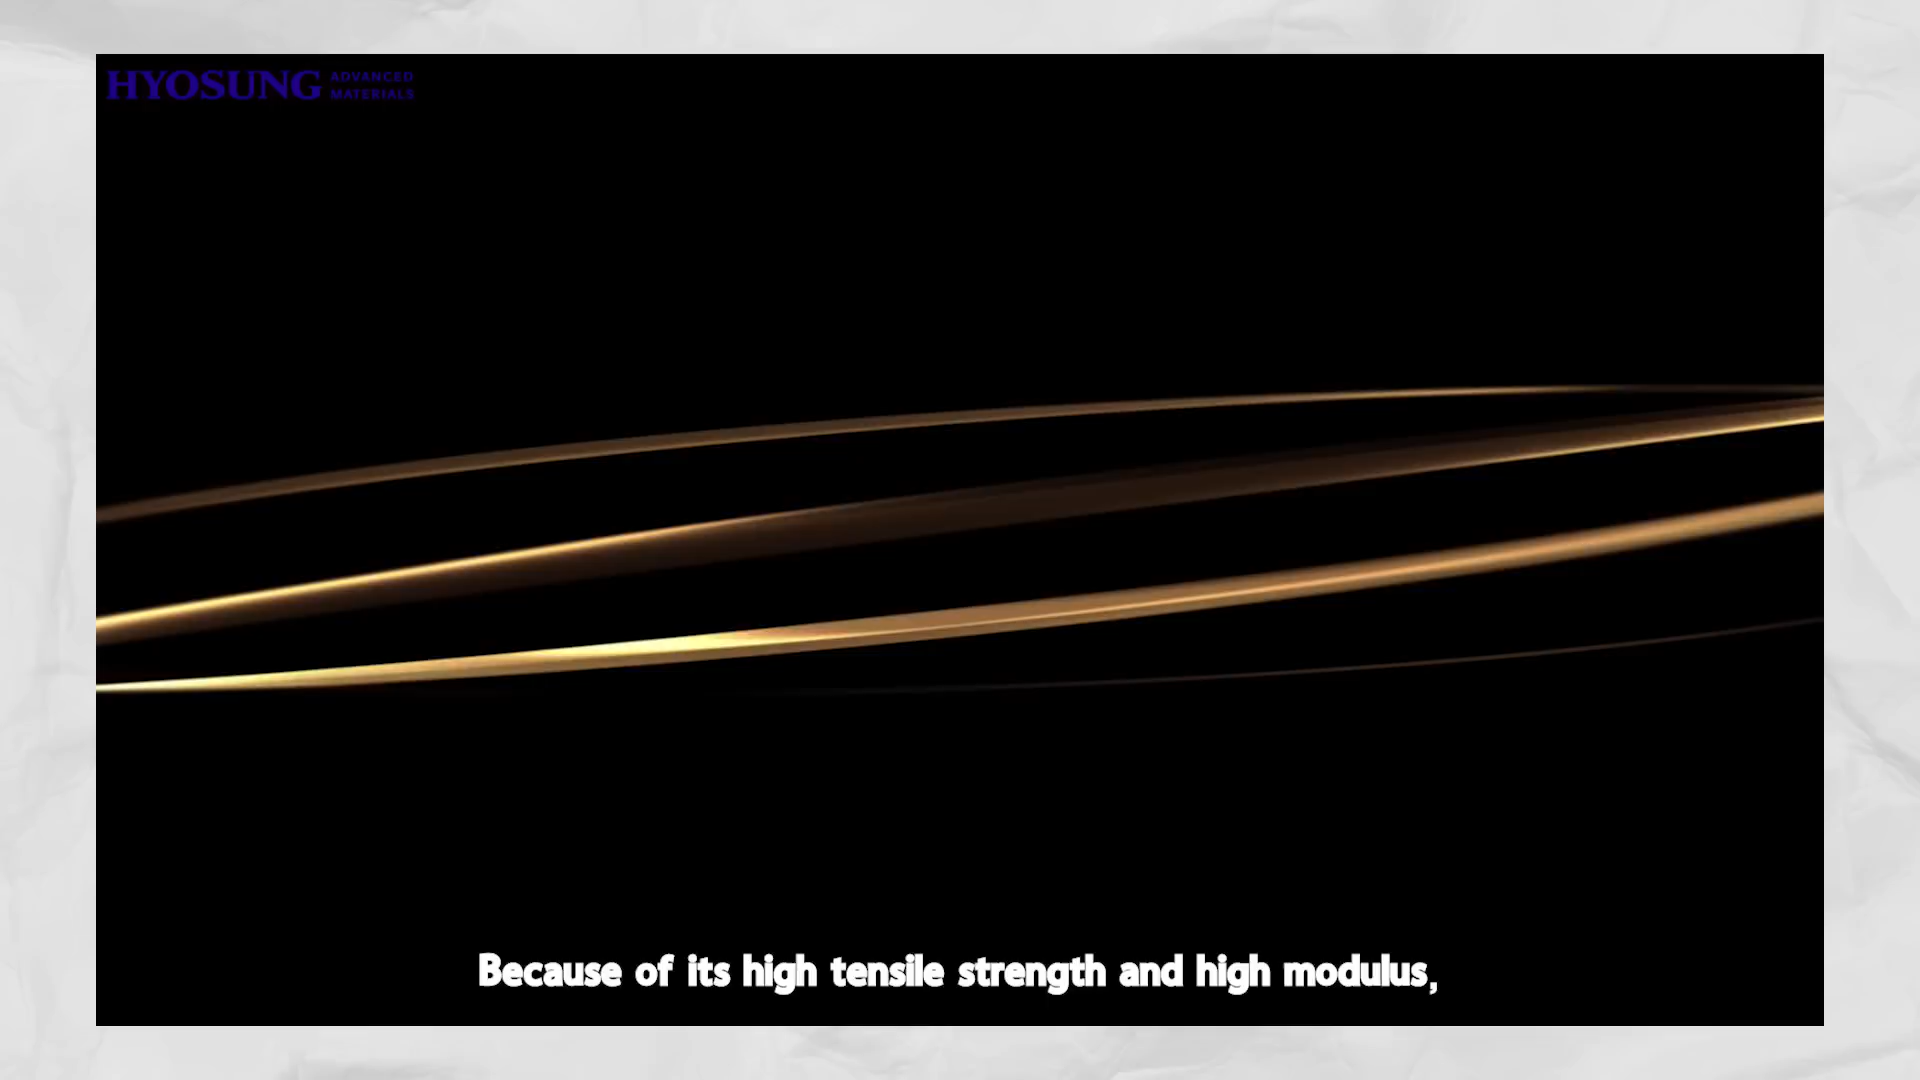 HYOSUNG ADVANCED
MATERIALS
Because of its high tensile strength and high modulus,